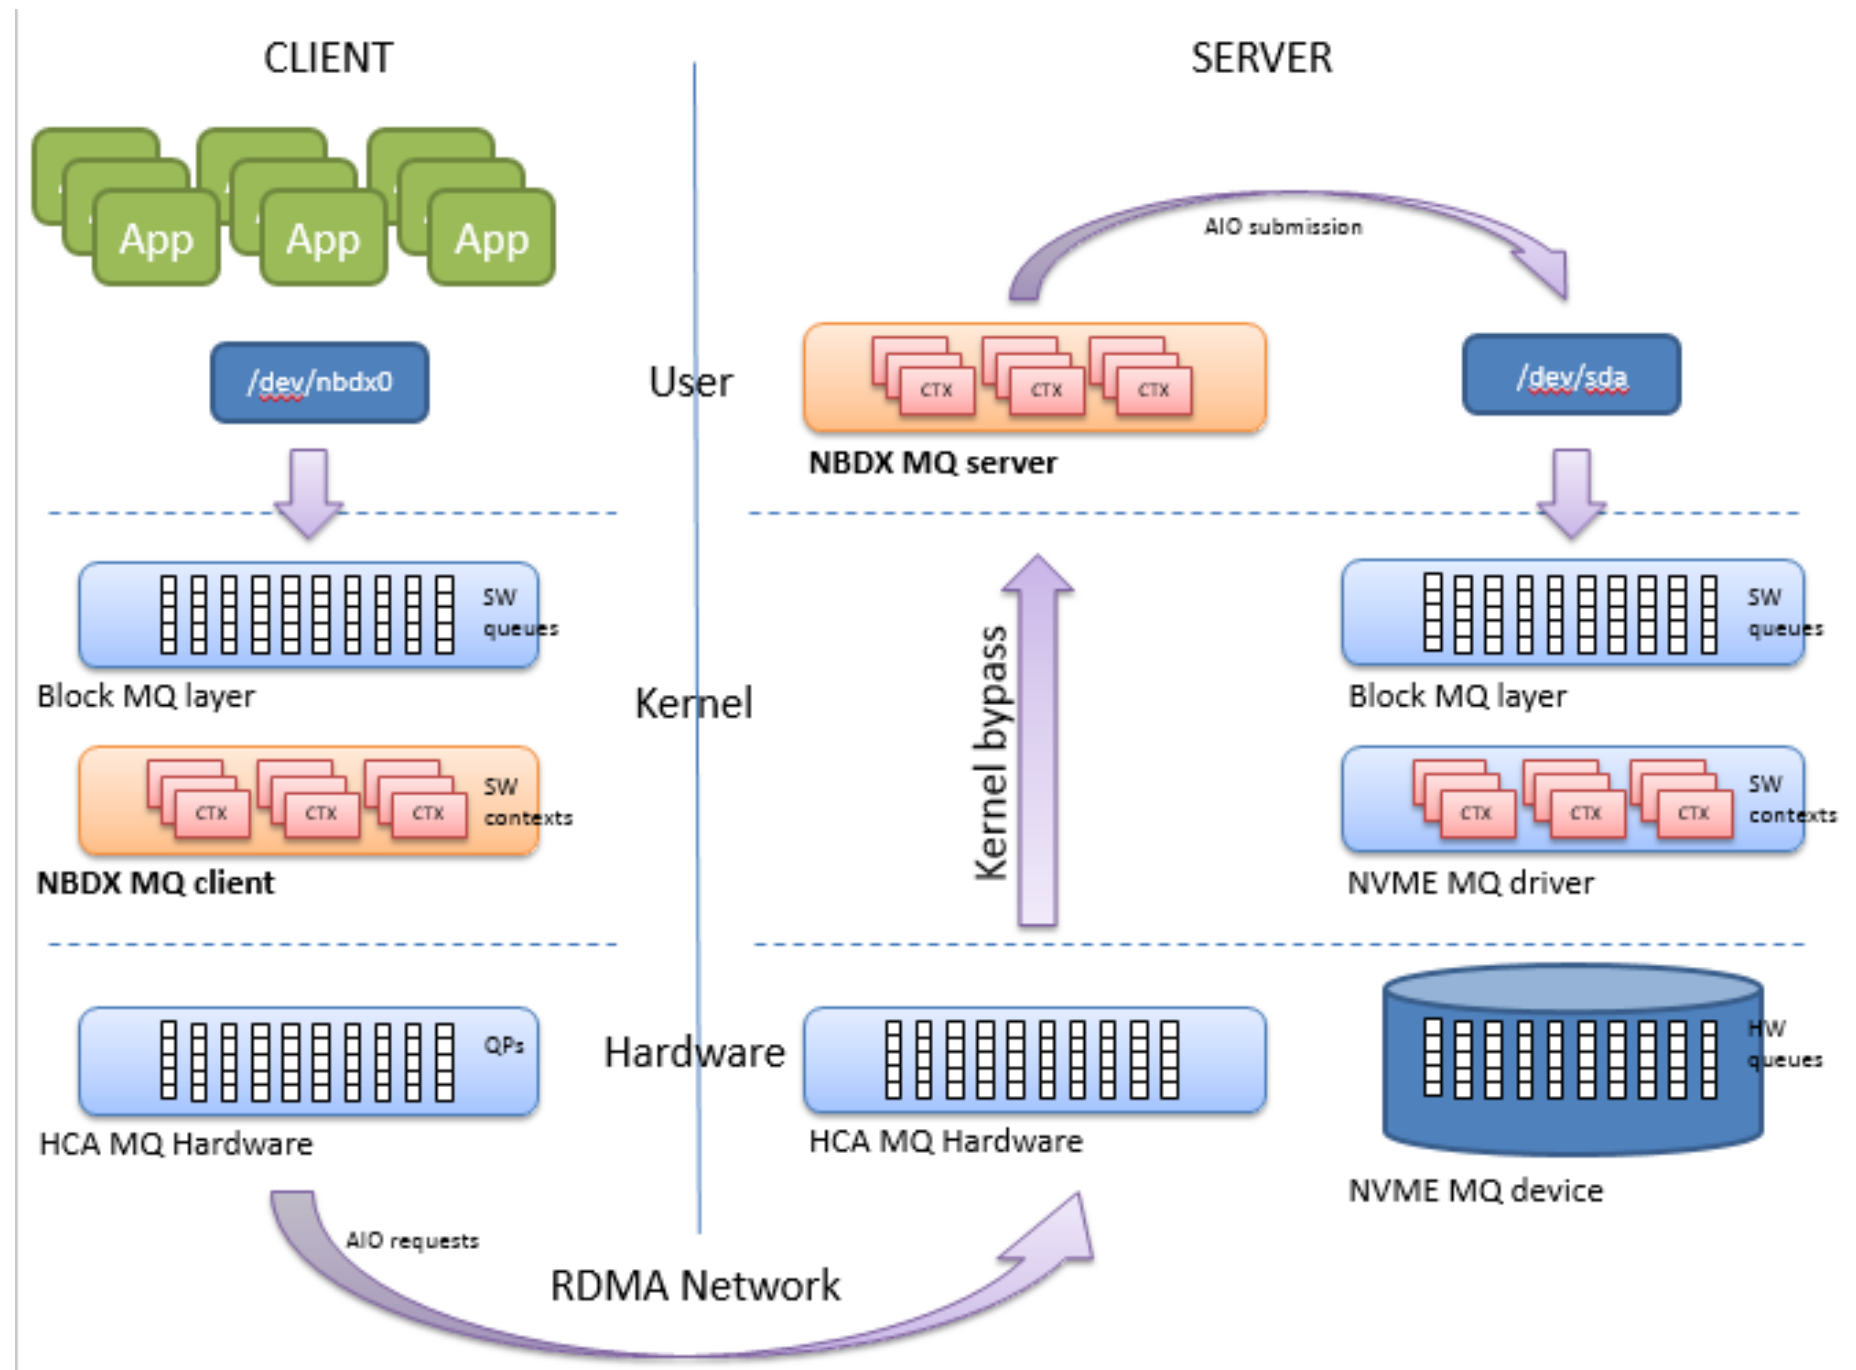 CLIENT
SERVER
App
App
App
AIO submission
/dev/nbdx0
User
CTX
CTX
CTX
/dev/sda
NBDX MQ server
SW
queues
SW
queues
Block MQ layer
Kernel
Kernel bypass
Block MQ layer
CTX
CTX
CTX
SW
contexts
CTX
CTX
CTX
SW
contexts
NBDX MQ client
NVME MQ driver
QPs
Hardware
HW
queues
HCA MQ Hardware
HCA MQ Hardware
NVME MQ device
AIO requests
RDMA Network